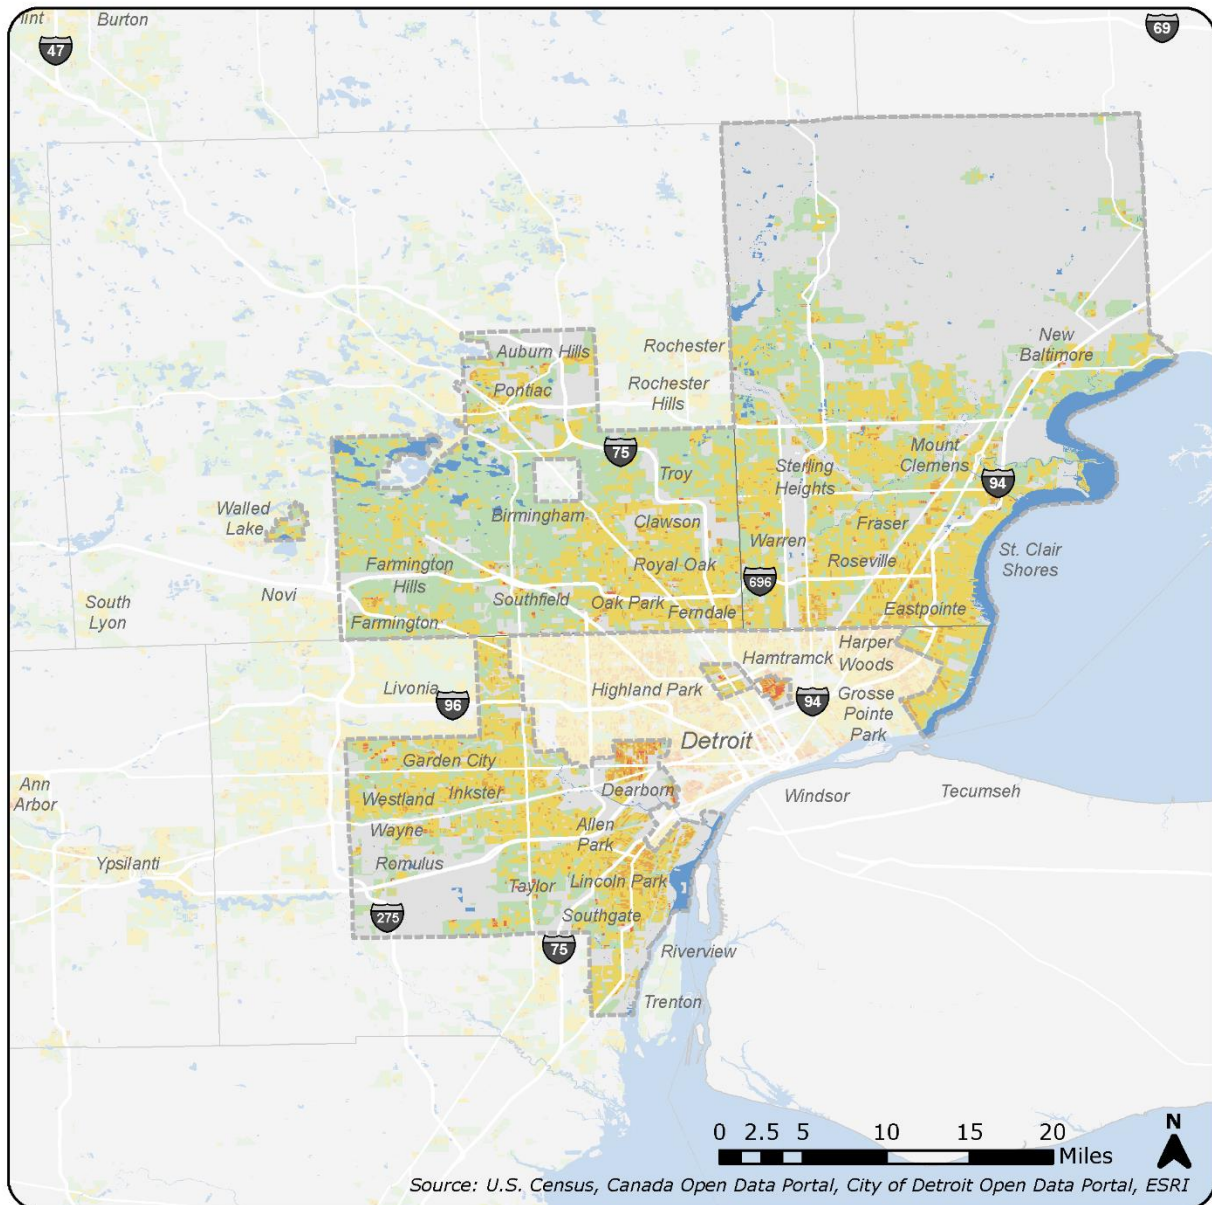 lint
Burton
47
69
New
Baltimore
Rochester
Auburn Hills
Rochester
Hills
Pontiac
75
Mount
Clemens
Troy
Sterling
Heights
94
Walled
Lake
Birmingham
Clawson
Fraser
Warren
Roseville
St. Clair
Shores
Farmington
Hills
Royal Oak
696
Novi
South
Lyon
Southfield
Oak Park
Ferndale
Eastpointe
Farmington
Harper
Woods
Hamtramck
Livonia
Highland Park
96
94
Grosse
Pointe
Park
Detroit
Garden City
Ann
Arbor
Westland
Inkster
Dearborn
Windsor
Tecumseh
Wayne
Allen
Park
Ypsilanti
Romulus
Taylor
Lincoln Park
275
Southgate
75
Riverview
Trenton
N
0 2.5 5 10 15 20
Miles
Source: U.S. Census, Canada Open Data Portal, City of Detroit Open Data Portal, ESRI